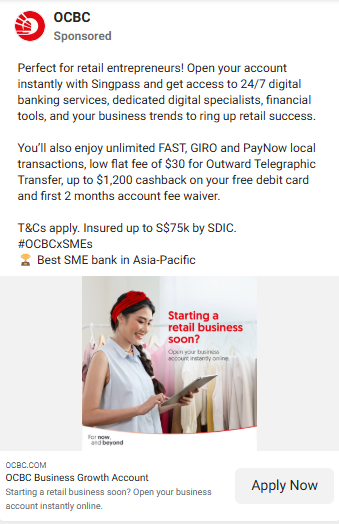 OCBC
Sponsored
Perfect for retail entrepreneurs! Open your account
instantly with Singpass and get access to 24/7 digital
banking services, dedicated digital specialists, financial
tools, and your business trends to ring up retail success.
You'll also enjoy unlimited FAST, GIRO and PayNow local
transactions, low flat fee of $30 for Outward Telegraphic
Transfer, up to $1,200 cashback on your free debit card
and first 2 months account fee waiver.
T&Cs apply. Insured up to S$75k by SDIC.
#OCBCxSMEs
🏆 Best SME bank in Asia-Pacific
Starting a
retail business
soon?
Open your business
account instantly online.
For now,
and beyond
OCBC.COM
OCBC Business Growth Account
Starting a retail business soon? Open your business
account instantly online.
Apply Now